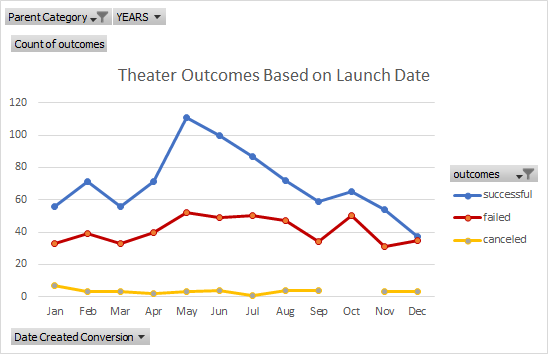 Parent Category YEARS
Count of outcomes
Theater Outcomes Based on Launch Date
120
100
80
60
40
20
0
Jan Feb Mar Apr May Jun Jul Aug Sep Oct Nov Dec
outcomes
successful
failed
canceled
Date Created Conversion